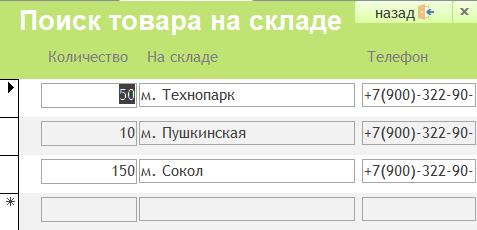 Поиск товара на складе
назад ×
Количество На складе Телефон
50 м. Технопарк +7(900)-322-90-
10 м. Пушкинская +7(900)-322-90-
150 м. Сокол +7(900)-322-90-